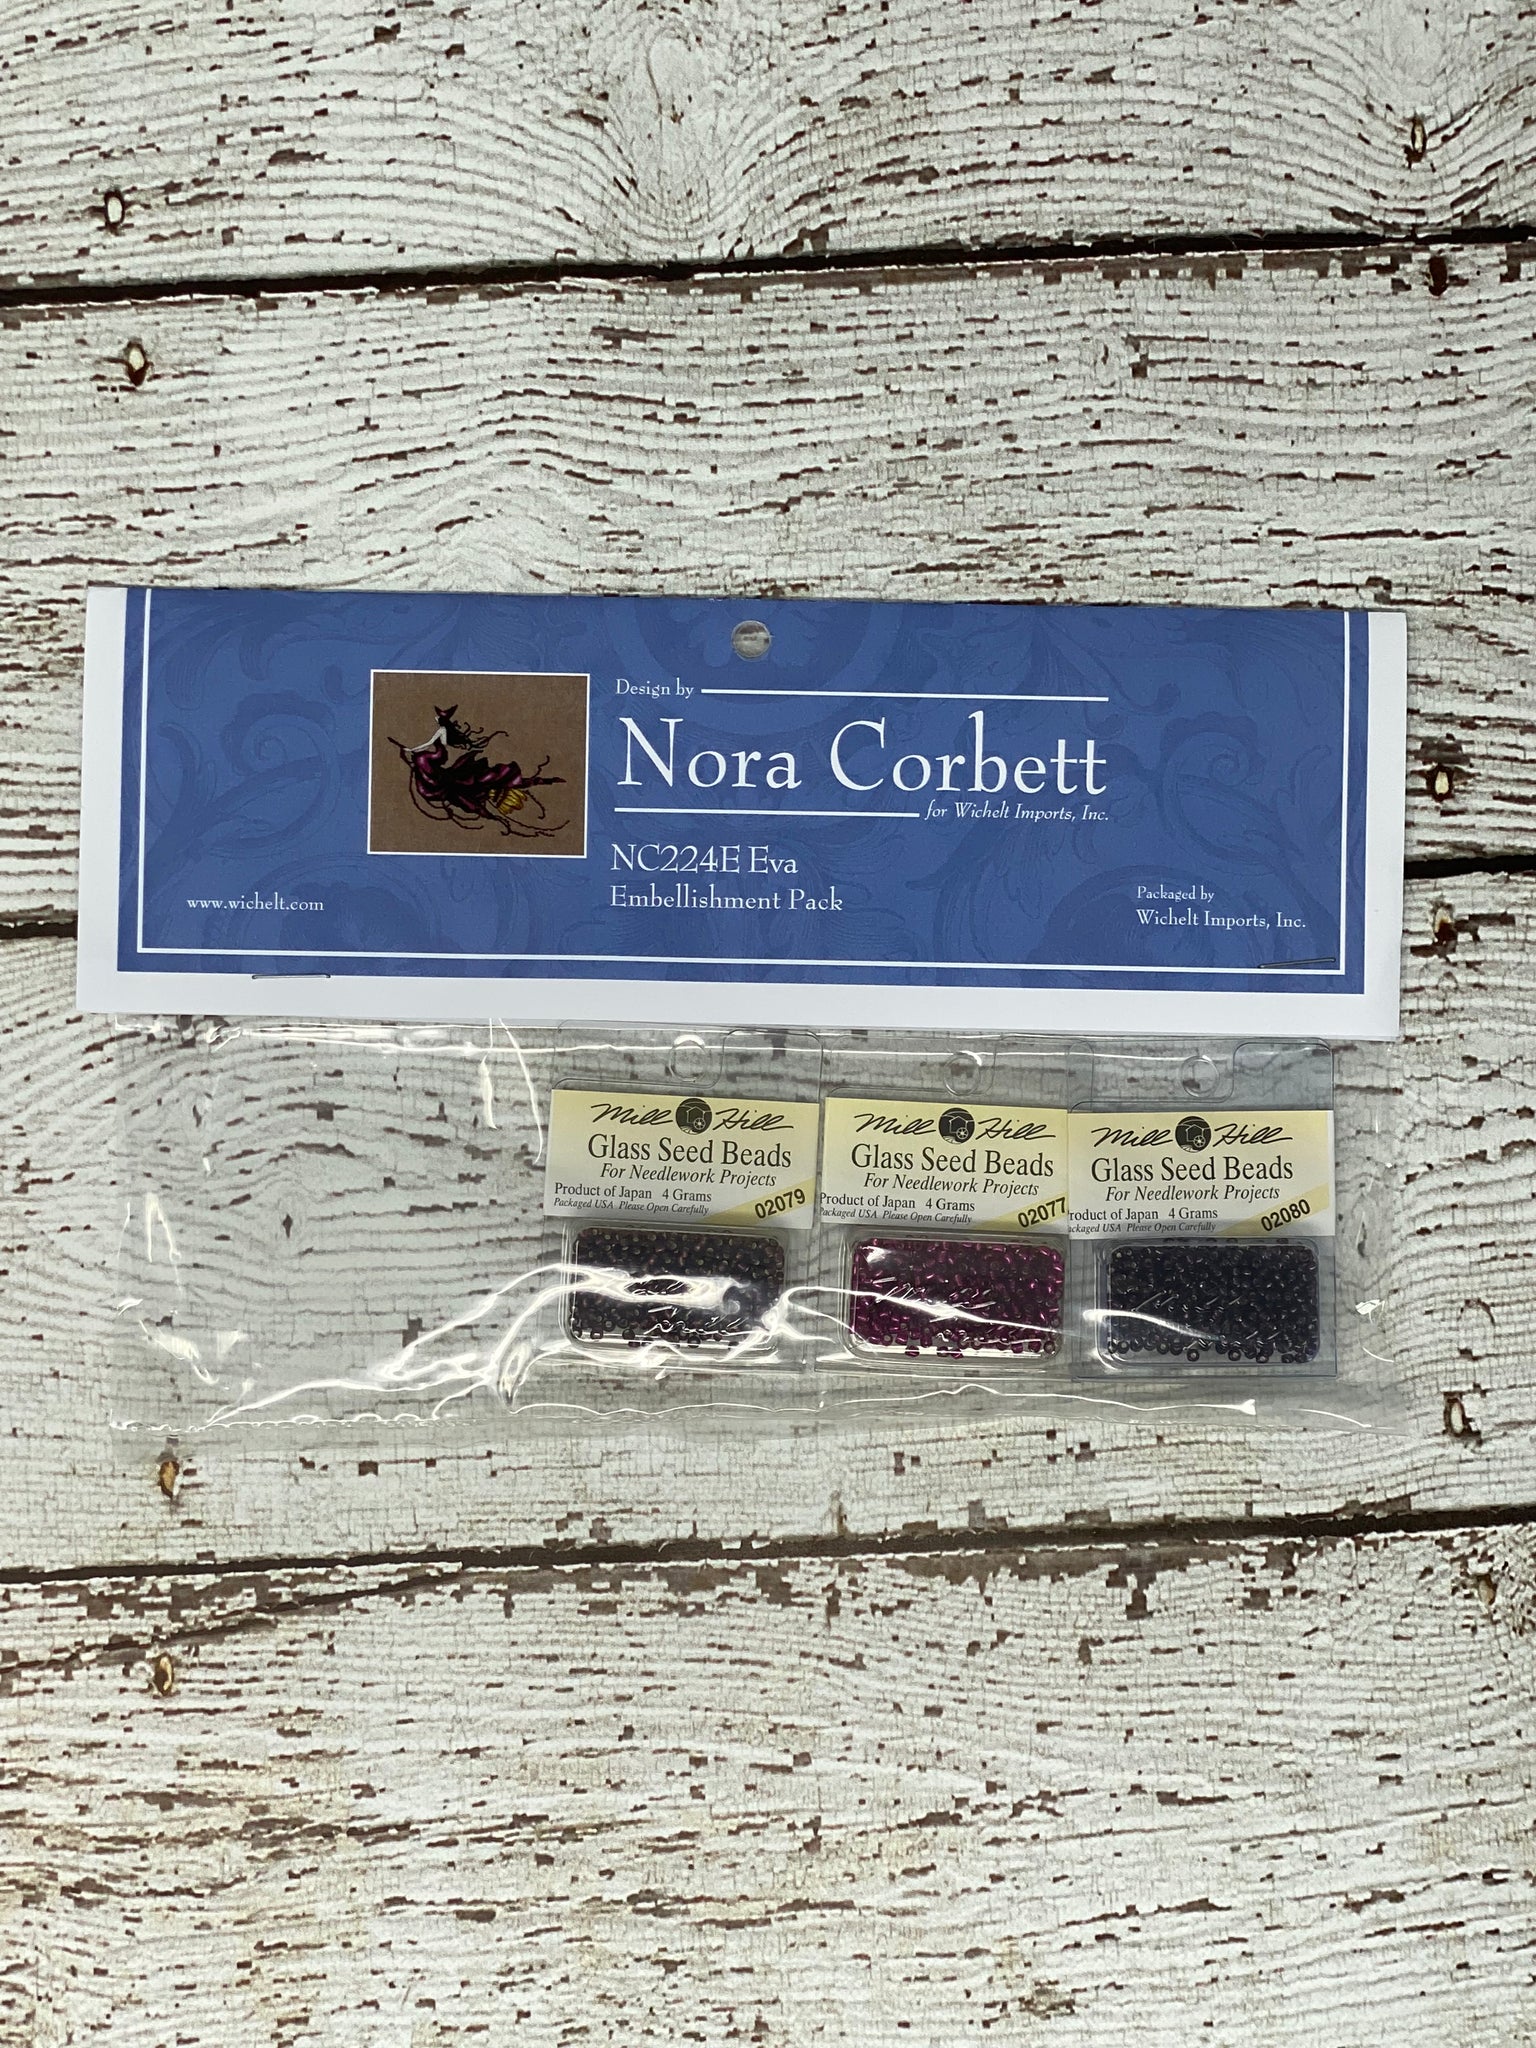 Design by
Nora Corbett
for Wichelt Imports, Inc.
NC224E Eva
Embellishment Pack
www.wichelt.com
Packaged by
Wichelt Imports, Inc.
Mill Hill
Glass Seed Beads
For Needlework Projects
Product of Japan 4 Grams
Packaged USA Please Open Carefully
02079
Mill Hill
Glass Seed Beads
For Needlework Projects
Product of Japan 4 Grams
Packaged USA Please Open Carefully
02077
Mill Hill
Glass Seed Beads
For Needlework Projects
roduct of Japan 4 Grams
ackaged USA Please Open Carefully
02080